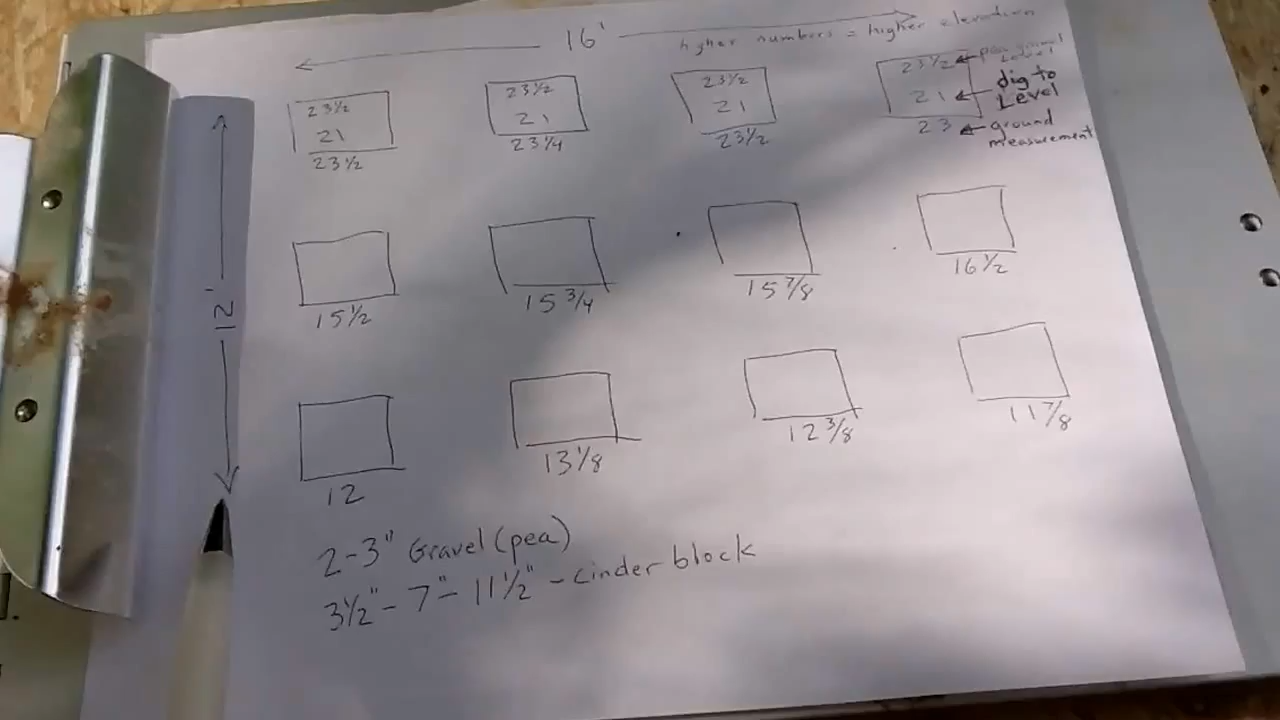 16'
higher numbers = higher elevation
23½ 23½ 23½ 23½ ← pea gravel Level
21 21 21 21 ← dig to Level
23½ 23¼ 23½ 23 ← ground measurement
12'
15½ 15¾ 15⅞ 16½
12 13⅛ 12⅜ 11⅞
2-3" Gravel (pea)
3½" - 7" - 11½" - cinder block